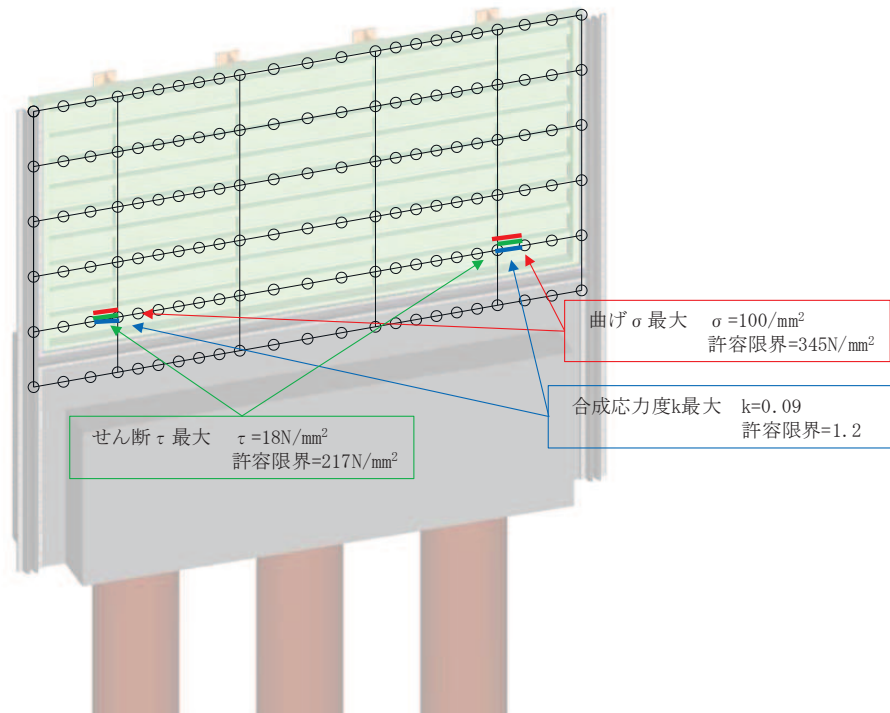 曲げσ最大　σ=100/mm²
許容限界=345N/mm²
合成応力度k最大　k=0.09
許容限界=1.2
せん断τ最大　τ=18N/mm²
許容限界=217N/mm²